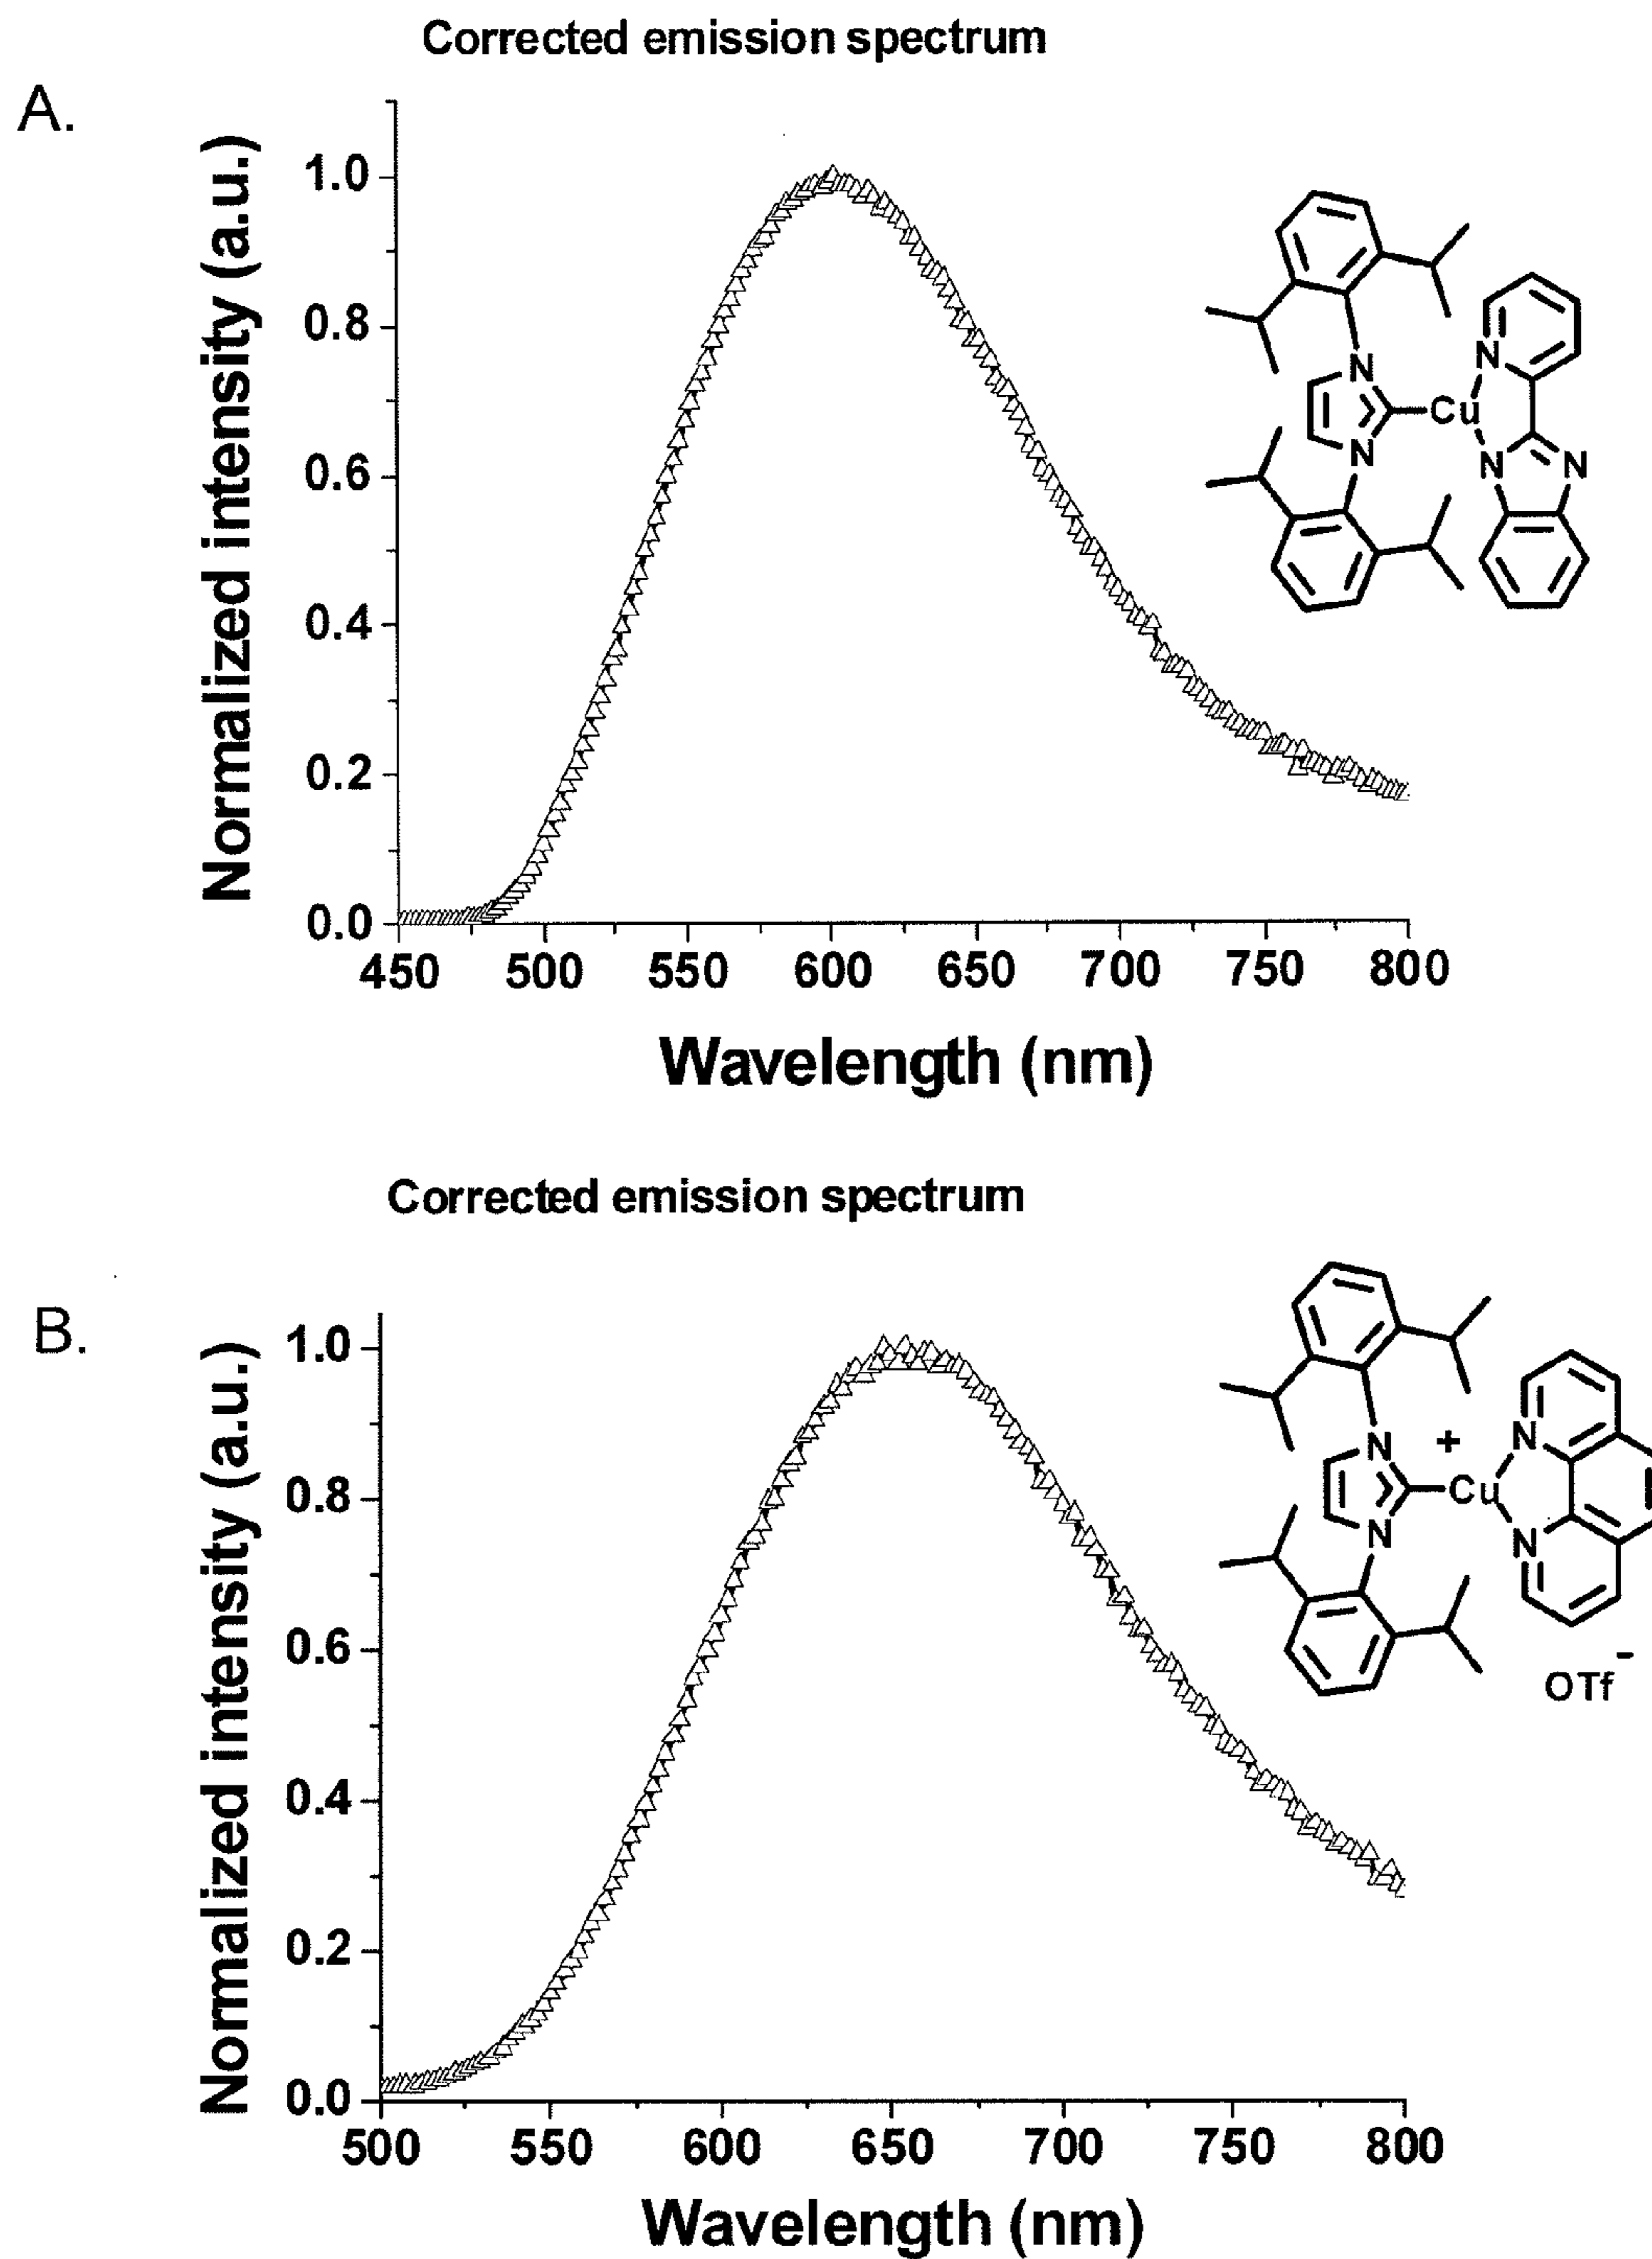 Corrected emission spectrum
A.
Normalized intensity (a.u.)
1.0
0.8
0.6
0.4
0.2
0.0
450 500 550 600 650 700 750 800
Wavelength (nm)
N
N
Cu
N
N
N
Corrected emission spectrum
B.
Normalized intensity (a.u.)
1.0
0.8
0.6
0.4
0.2
0.0
500 550 600 650 700 750 800
Wavelength (nm)
N
+
N
Cu
N
N
OTf-